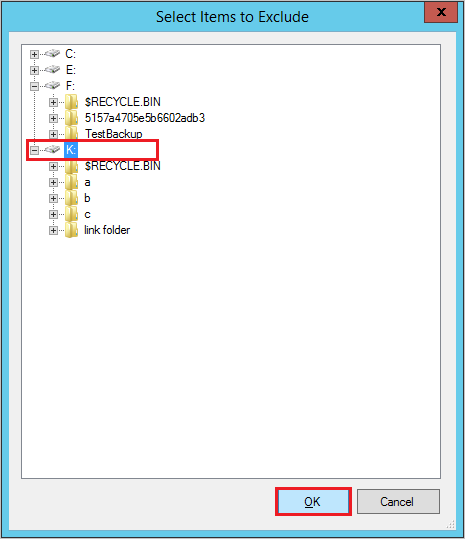 Select Items to Exclude
x
C:
E:
F:
$RECYCLE.BIN
5157a4705e5b6602adb3
TestBackup
K:
$RECYCLE.BIN
a
b
c
link folder
OK
Cancel